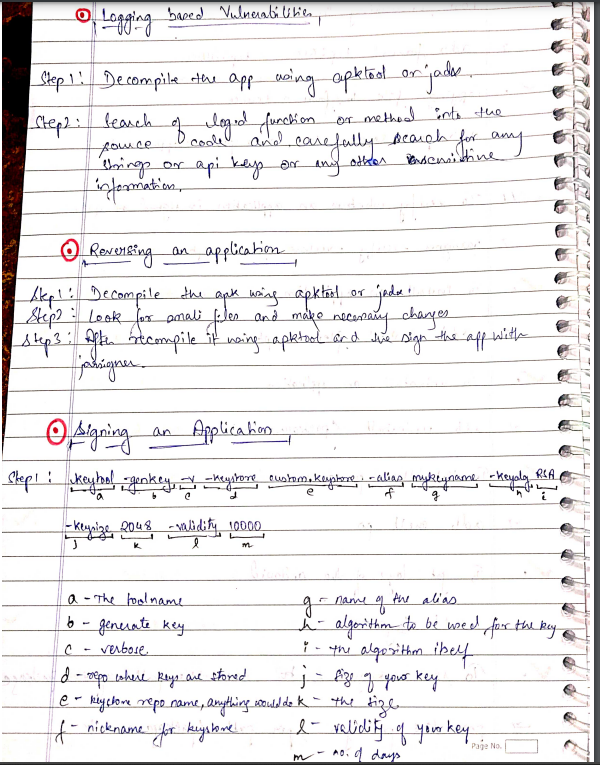 Logging based Vulnerabilities
Step 1: Decompile the app using apktool or jadx.
Step 2: Search of logd function or method into the
source code and carefully search for any
strings or api keys or any other sensitive
information.
Reversing an application
Step 1: Decompile the apk using apktool or jadx.
Step 2: Look for smali files and make necessary changes
Step 3: After recompile it using apktool and sign the app with
jarsigner.
Signing an Application
Step 1: keytool -genkey -v -keystore custom.keystore -alias mykeyname -keyalg RSA
a b c d e f g h i
-keysize 2048 -validity 10000
j k l m
a - The toolname
b - generate key
c - verbose
d - repo where keys are stored
e - keystore repo name, anything would do
f - nickname for keystore
g - name of the alias
h - algorithm to be used for the key
i - the algorithm itself
j - size of your key
k - the size
l - validity of your key
m - no. of days
Page No.